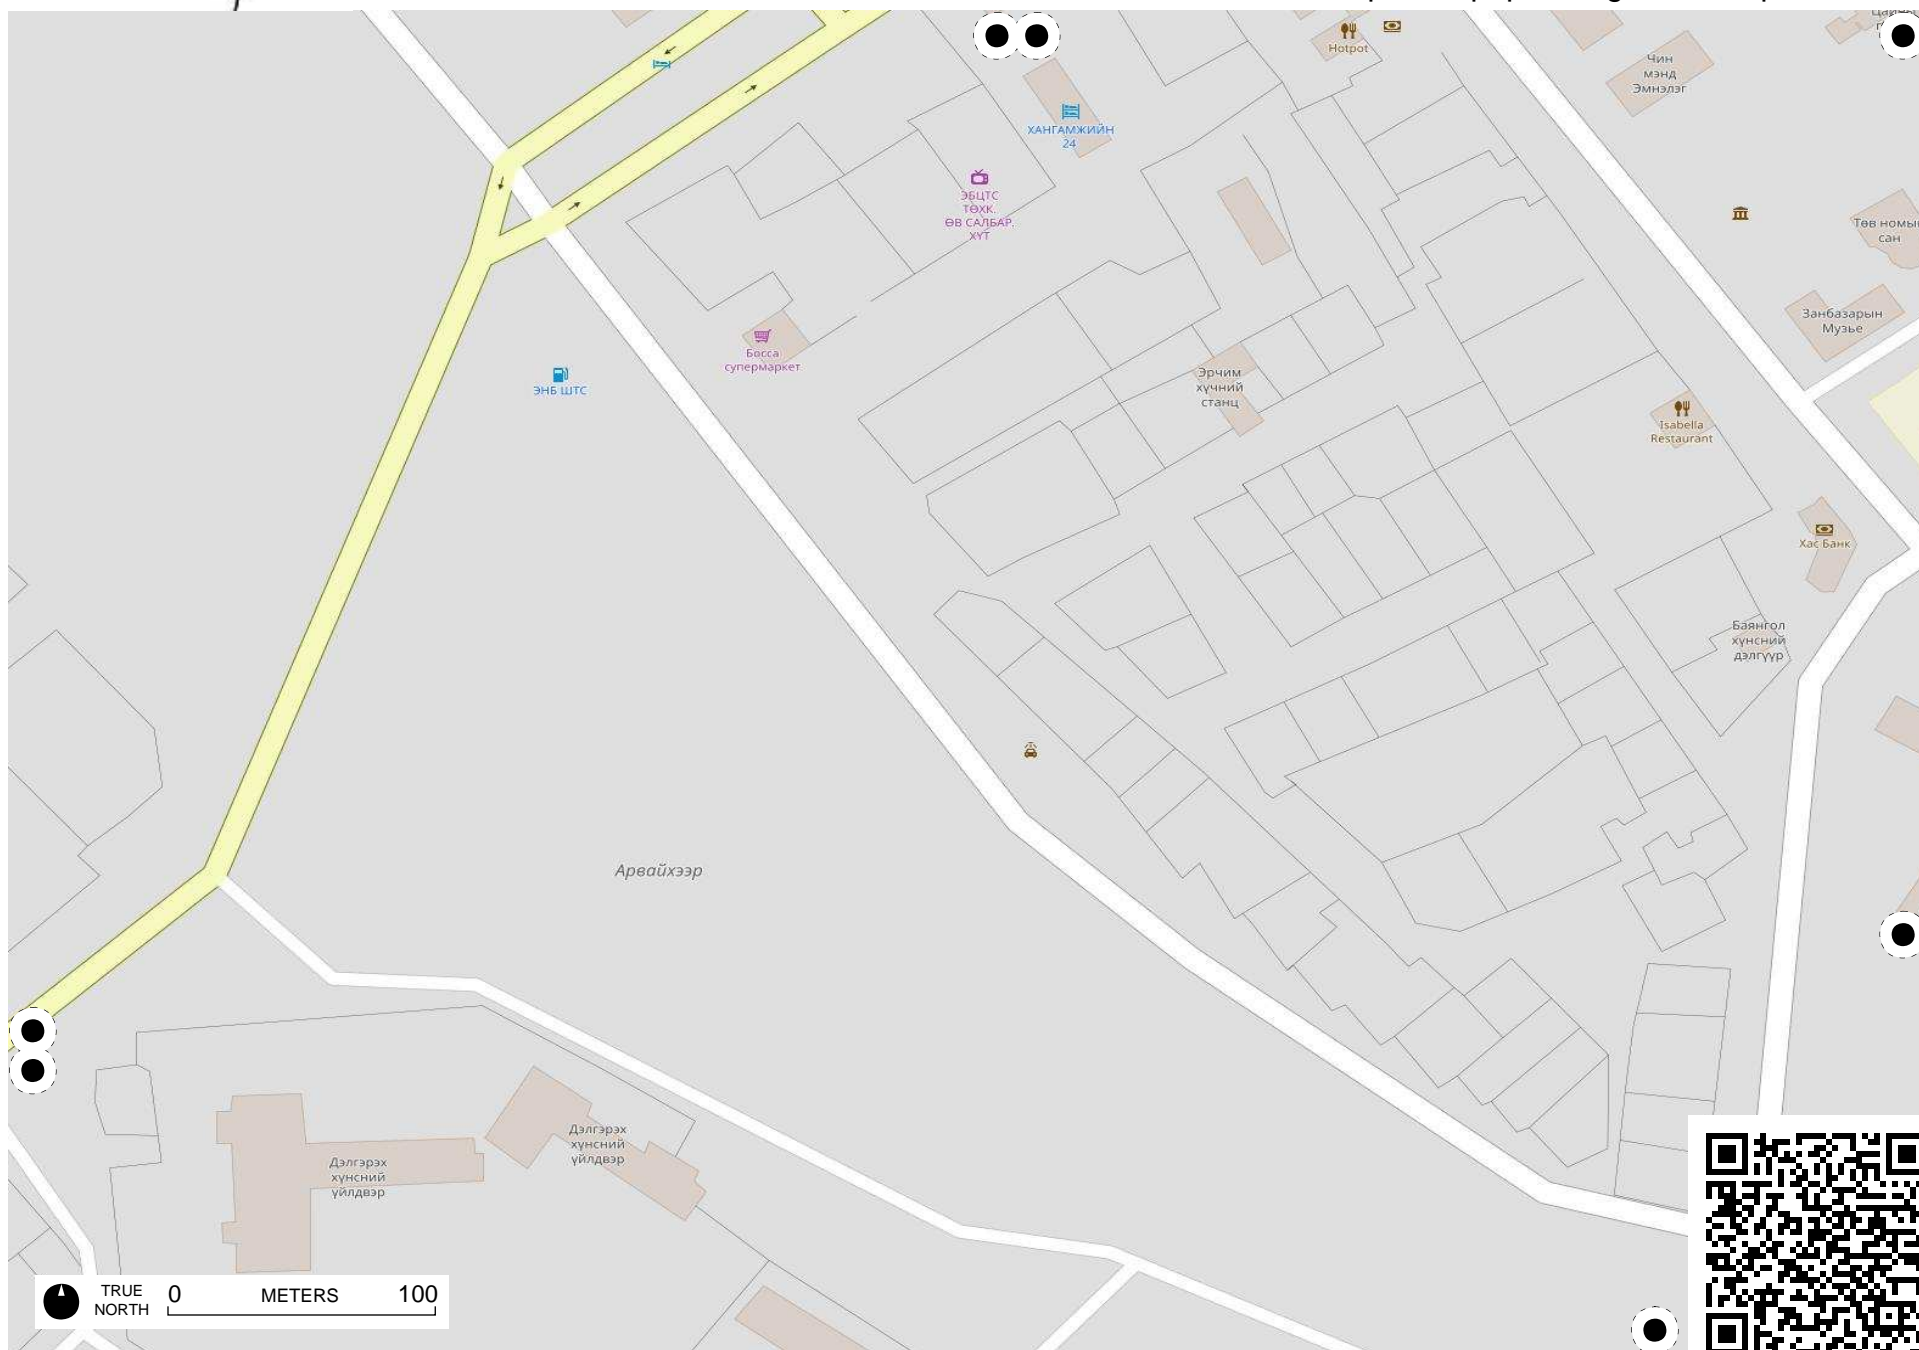 Hotpot
Чин
мэнд
Эмнэлэг
ХАНГАМЖИЙН
24
ЭБЦТС
ТӨХК.
ӨВ САЛБАР.
ХҮТ
Төв номын
сан
Занбазарын
Музье
Босса
супермаркет
ЭНБ ШТС
Эрчим
хүчний
станц
Isabella
Restaurant
Хас Банк
Баянгол
хүнсний
дэлгүүр
Арвайхээр
Дэлгэрэх
хүнсний
үйлдвэр
Дэлгэрэх
хүнсний
үйлдвэр
TRUE
NORTH
0 METERS 100